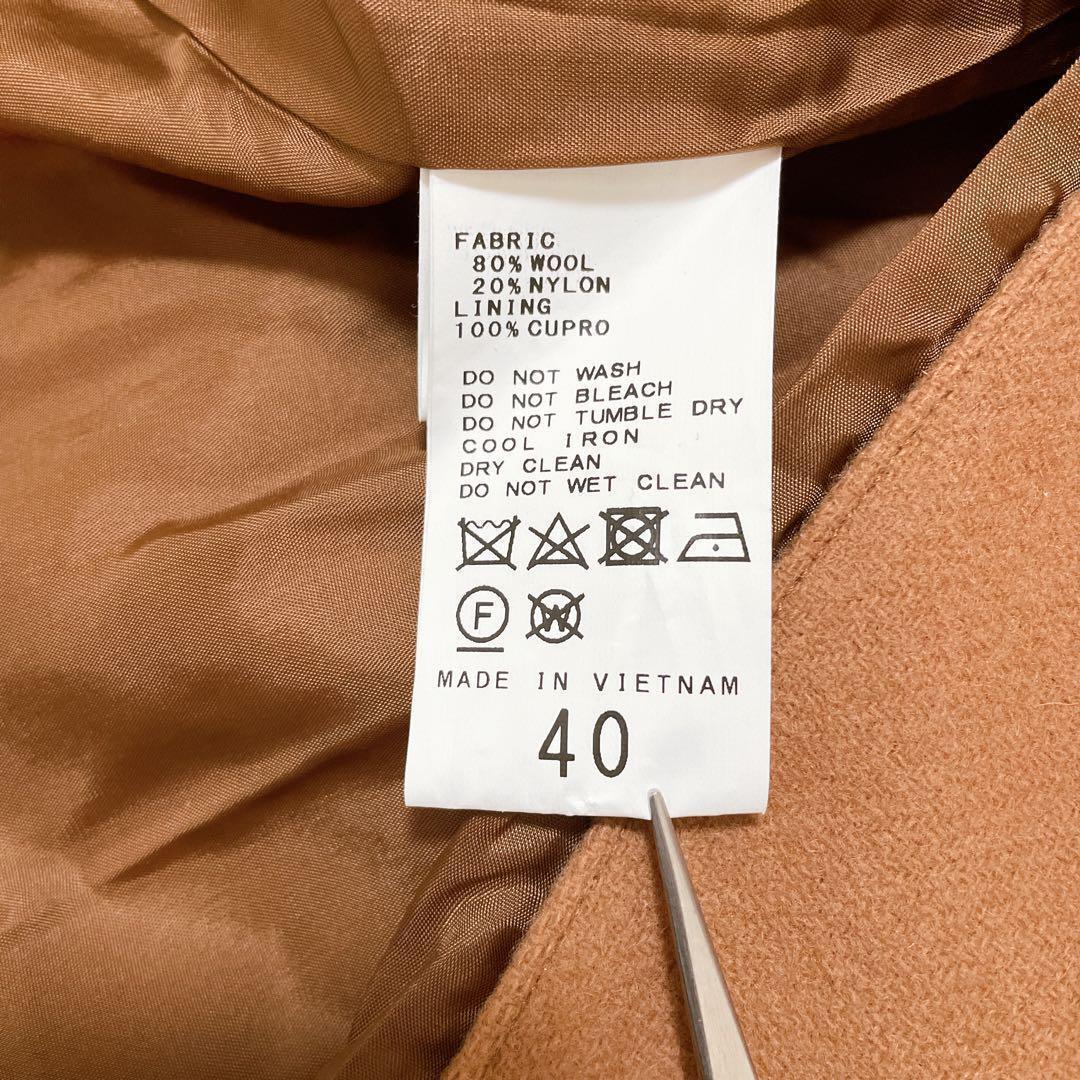 FABRIC
80% WOOL
20% NYLON
LINING
100% CUPRO
DO NOT WASH
DO NOT BLEACH
DO NOT TUMBLE DRY
COOL IRON
DRY CLEAN
DO NOT WET CLEAN
F W
MADE IN VIETNAM
40